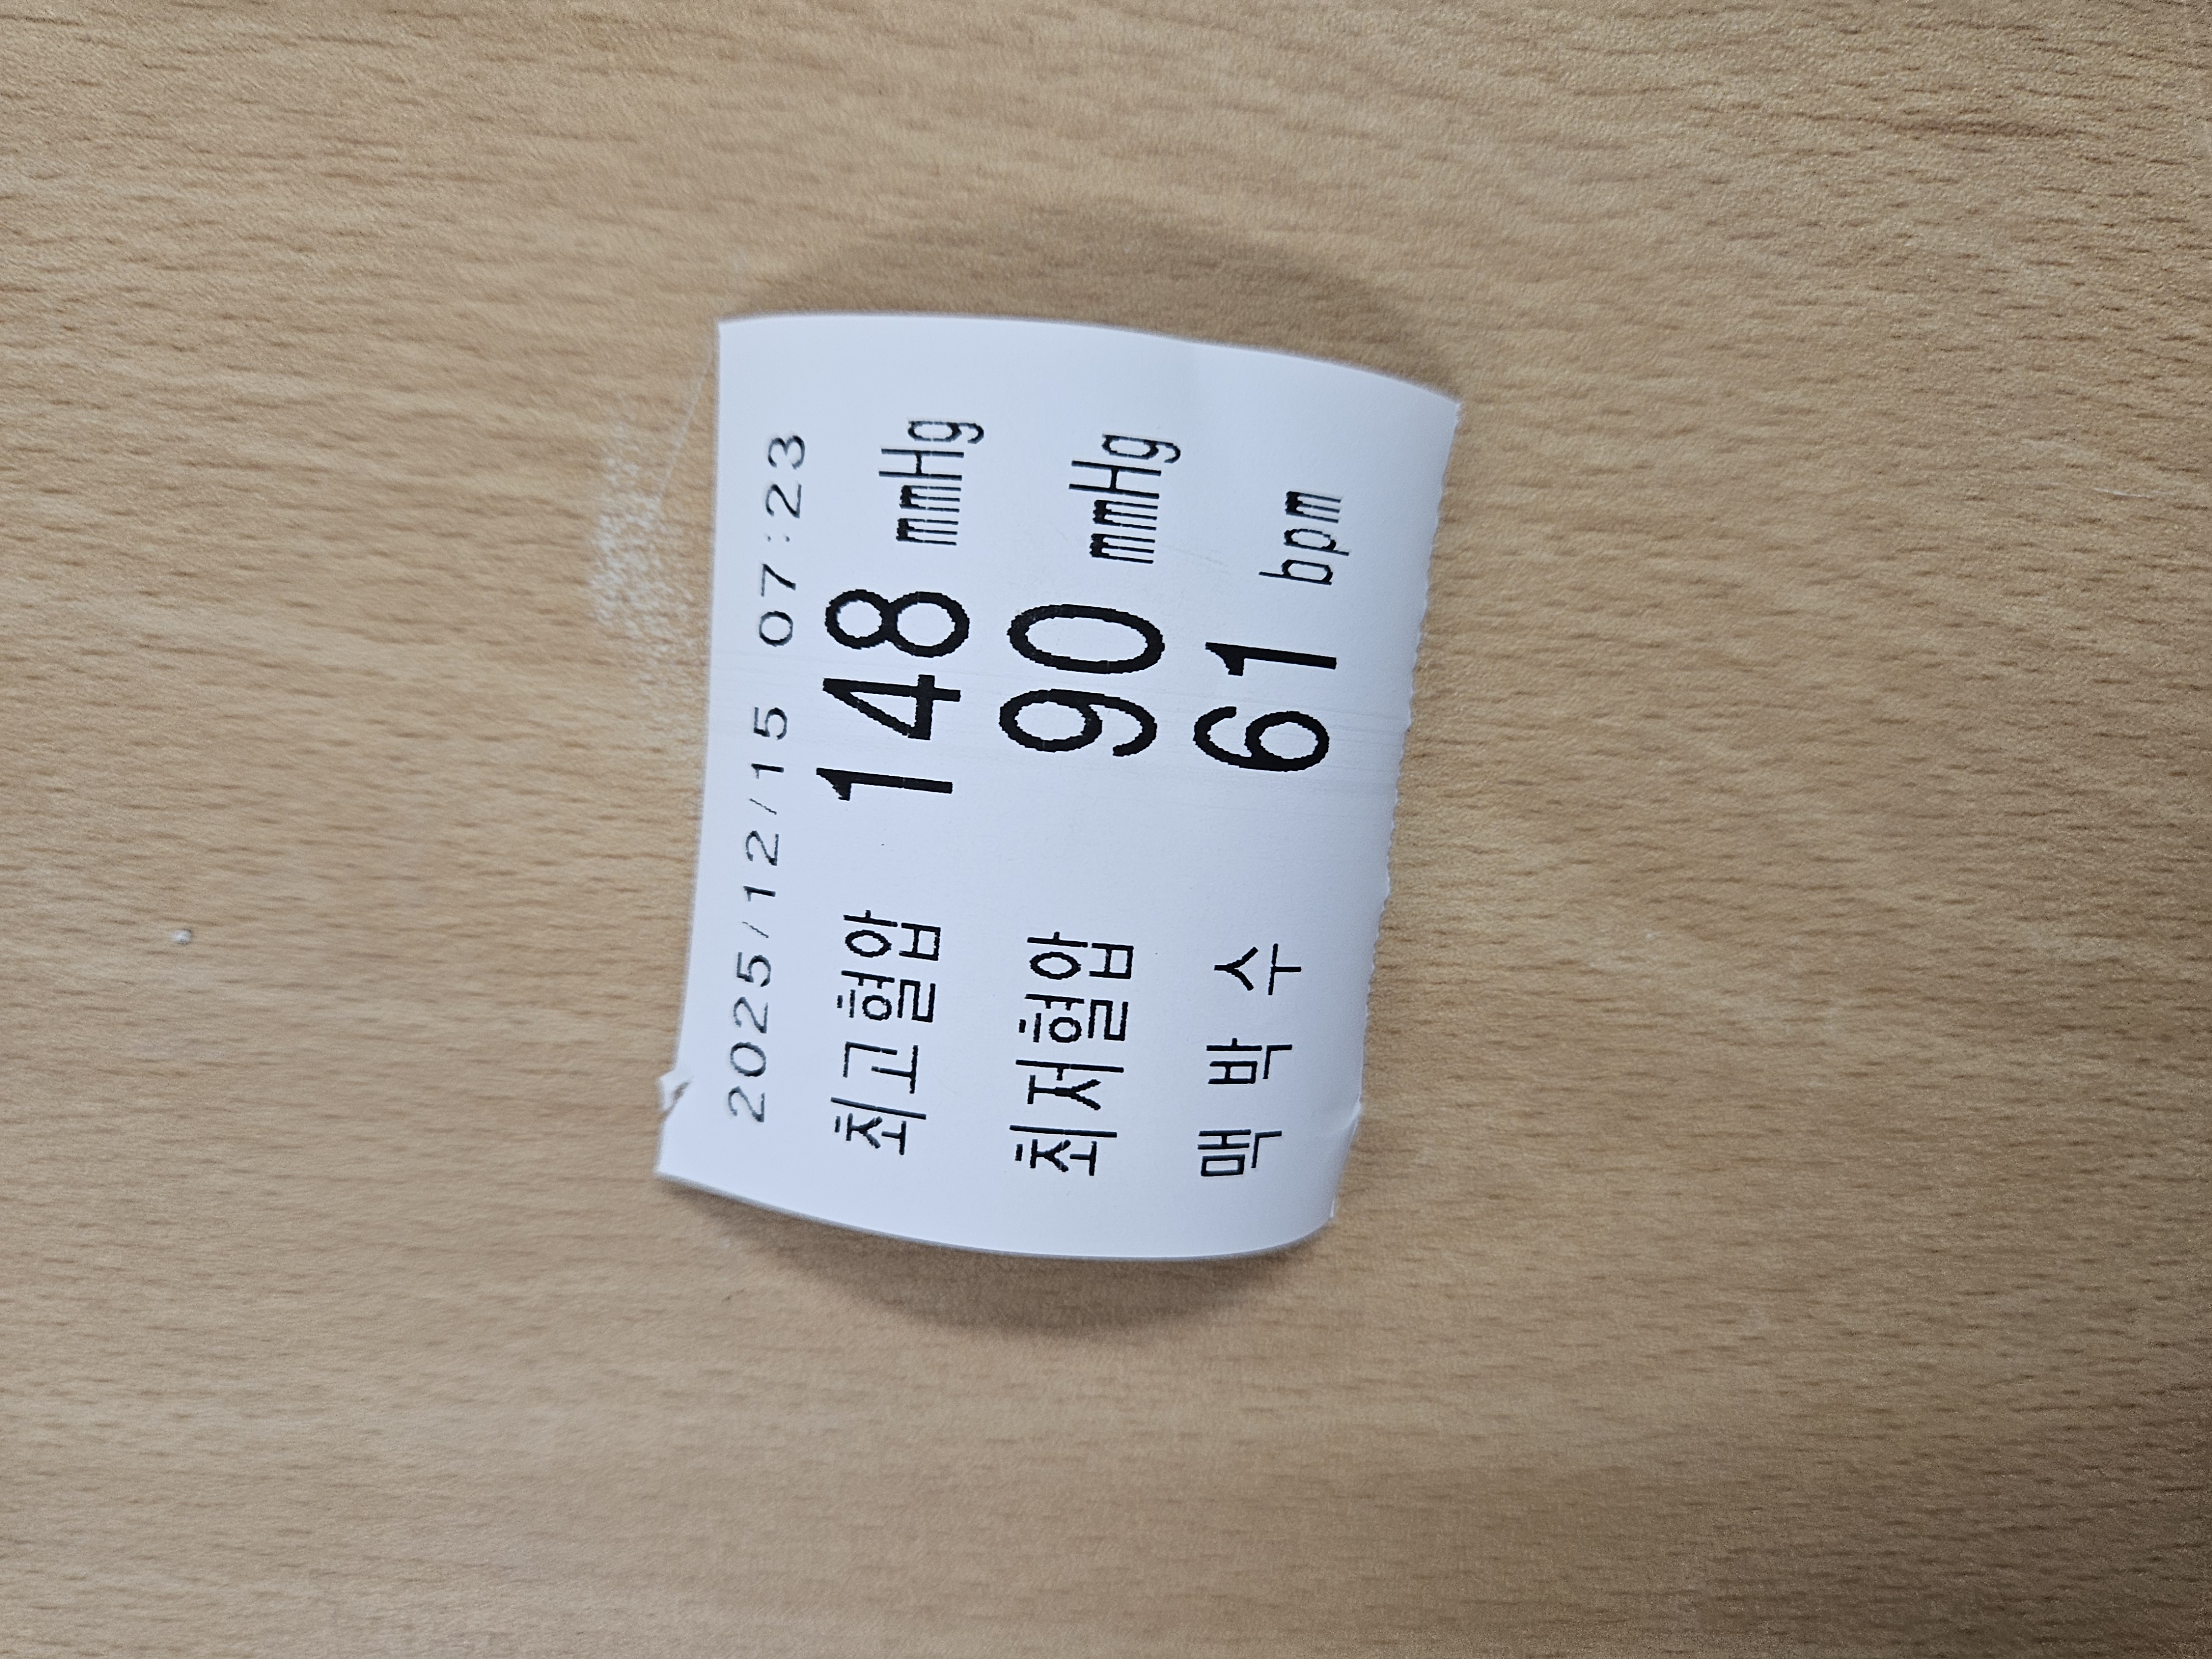 2025/12/15 07:23
최고혈압 148 mmHg
최저혈압 90 mmHg
맥 박 수 61 bpm